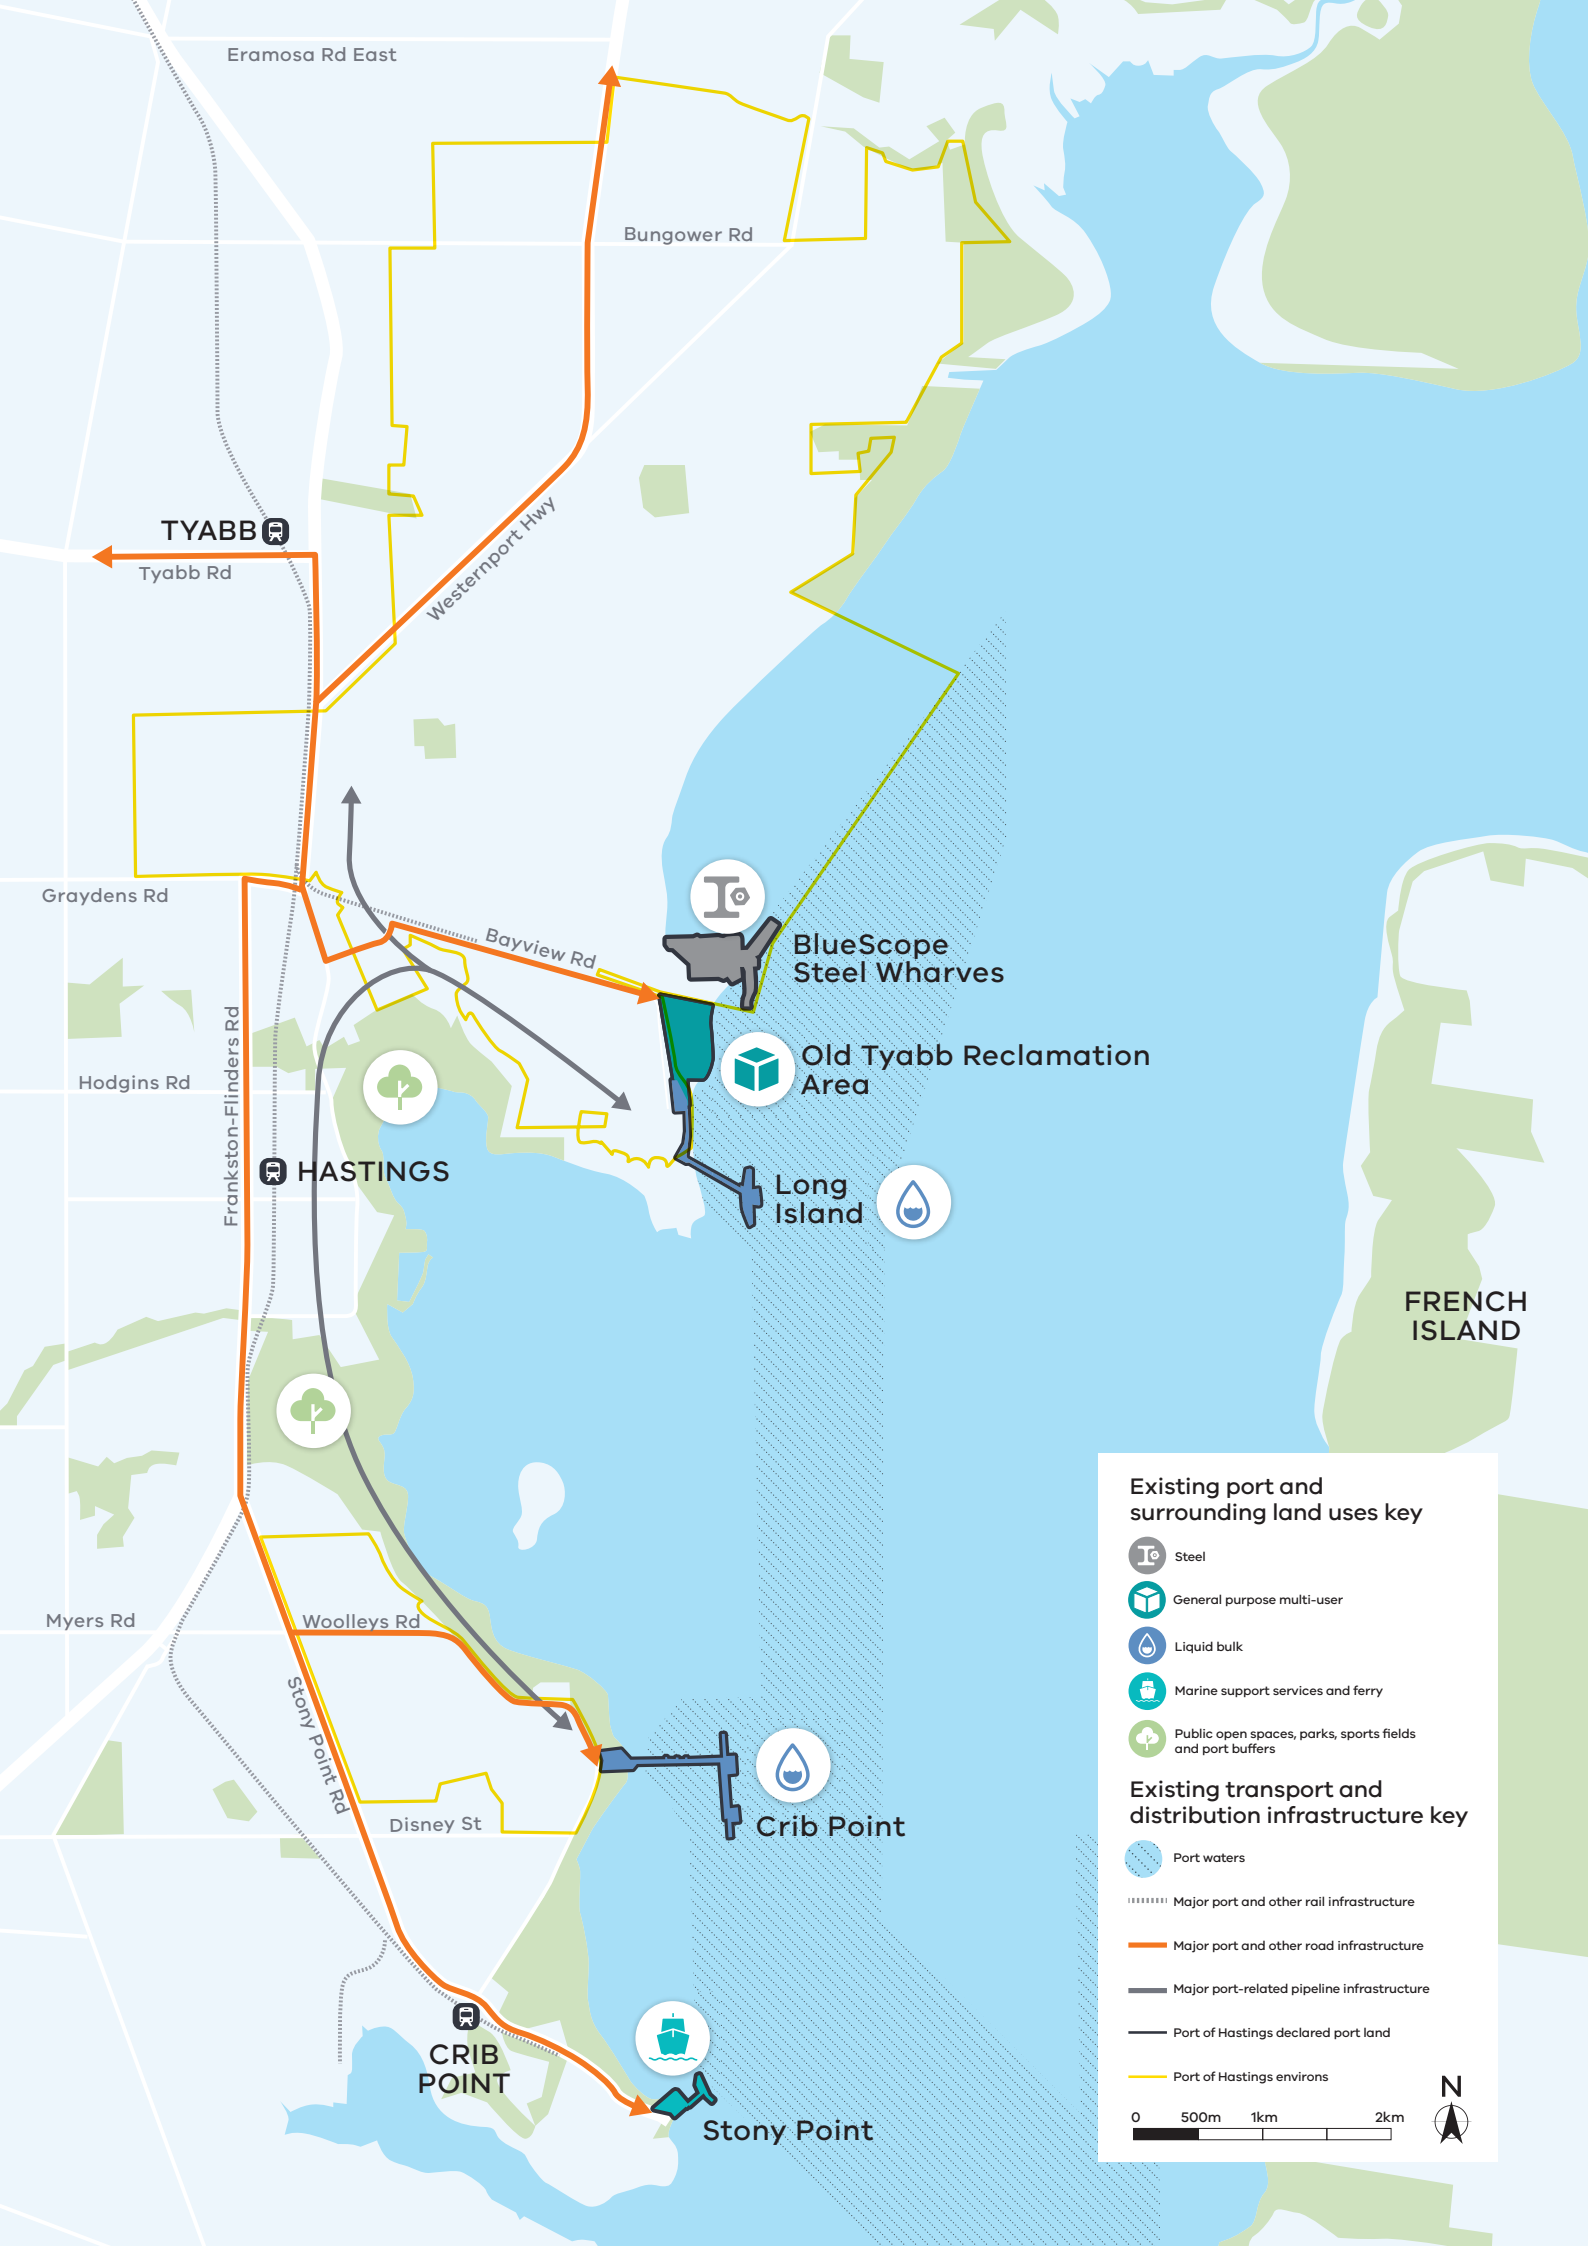 Eramosa Rd East
Bungower Rd
Westernport Hwy
TYABB
Tyabb Rd
Graydens Rd
Bayview Rd
BlueScope
Steel Wharves
Frankston-Flinders Rd
Old Tyabb Reclamation
Area
Hodgins Rd
HASTINGS
Long
Island
FRENCH
ISLAND
Myers Rd
Woolleys Rd
Stony Point Rd
Disney St
Crib Point
CRIB
POINT
Stony Point
Existing port and
surrounding land uses key
Steel
General purpose multi-user
Liquid bulk
Marine support services and ferry
Public open spaces, parks, sports fields
and port buffers
Existing transport and
distribution infrastructure key
Port waters
Major port and other rail infrastructure
Major port and other road infrastructure
Major port-related pipeline infrastructure
Port of Hastings declared port land
Port of Hastings environs
N
0 500m 1km 2km